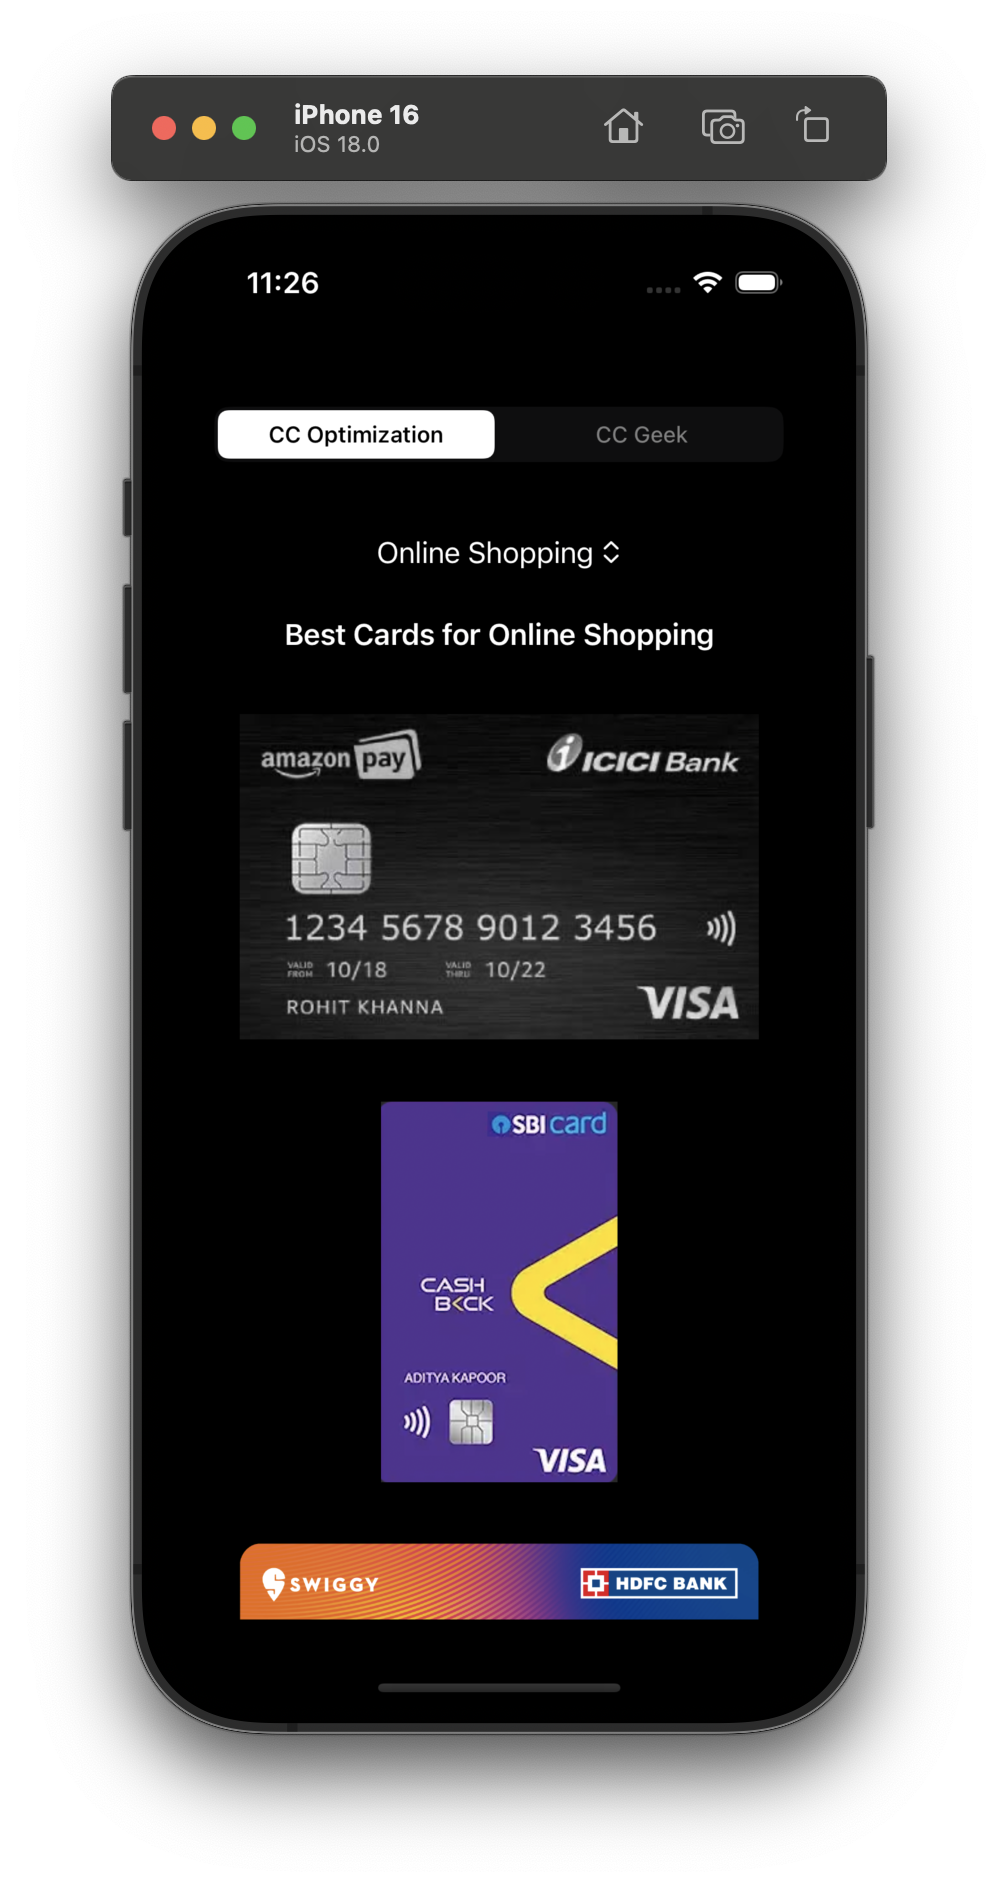 iPhone 16
iOS 18.0
11:26
CC Optimization
CC Geek
Online Shopping
Best Cards for Online Shopping
amazon pay
ICICI Bank
1234 5678 9012 3456
VALID FROM 10/18 VALID THRU 10/22
ROHIT KHANNA
VISA
SBI card
CASH
B<CK
ADITYA KAPOOR
VISA
SWIGGY
HDFC BANK